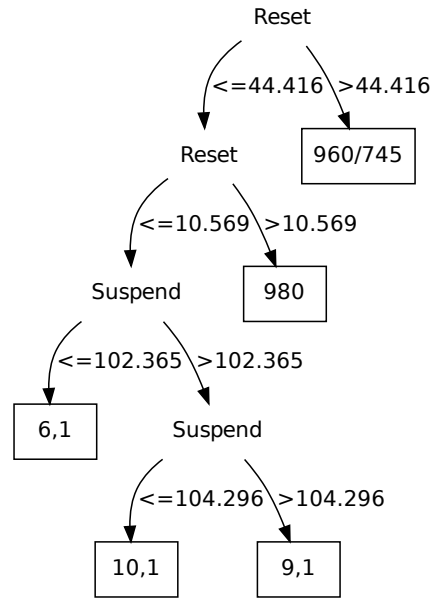 Reset
<=44.416 >44.416
Reset 960/745
<=10.569 >10.569
Suspend 980
<=102.365 >102.365
6,1 Suspend
<=104.296 >104.296
10,1 9,1